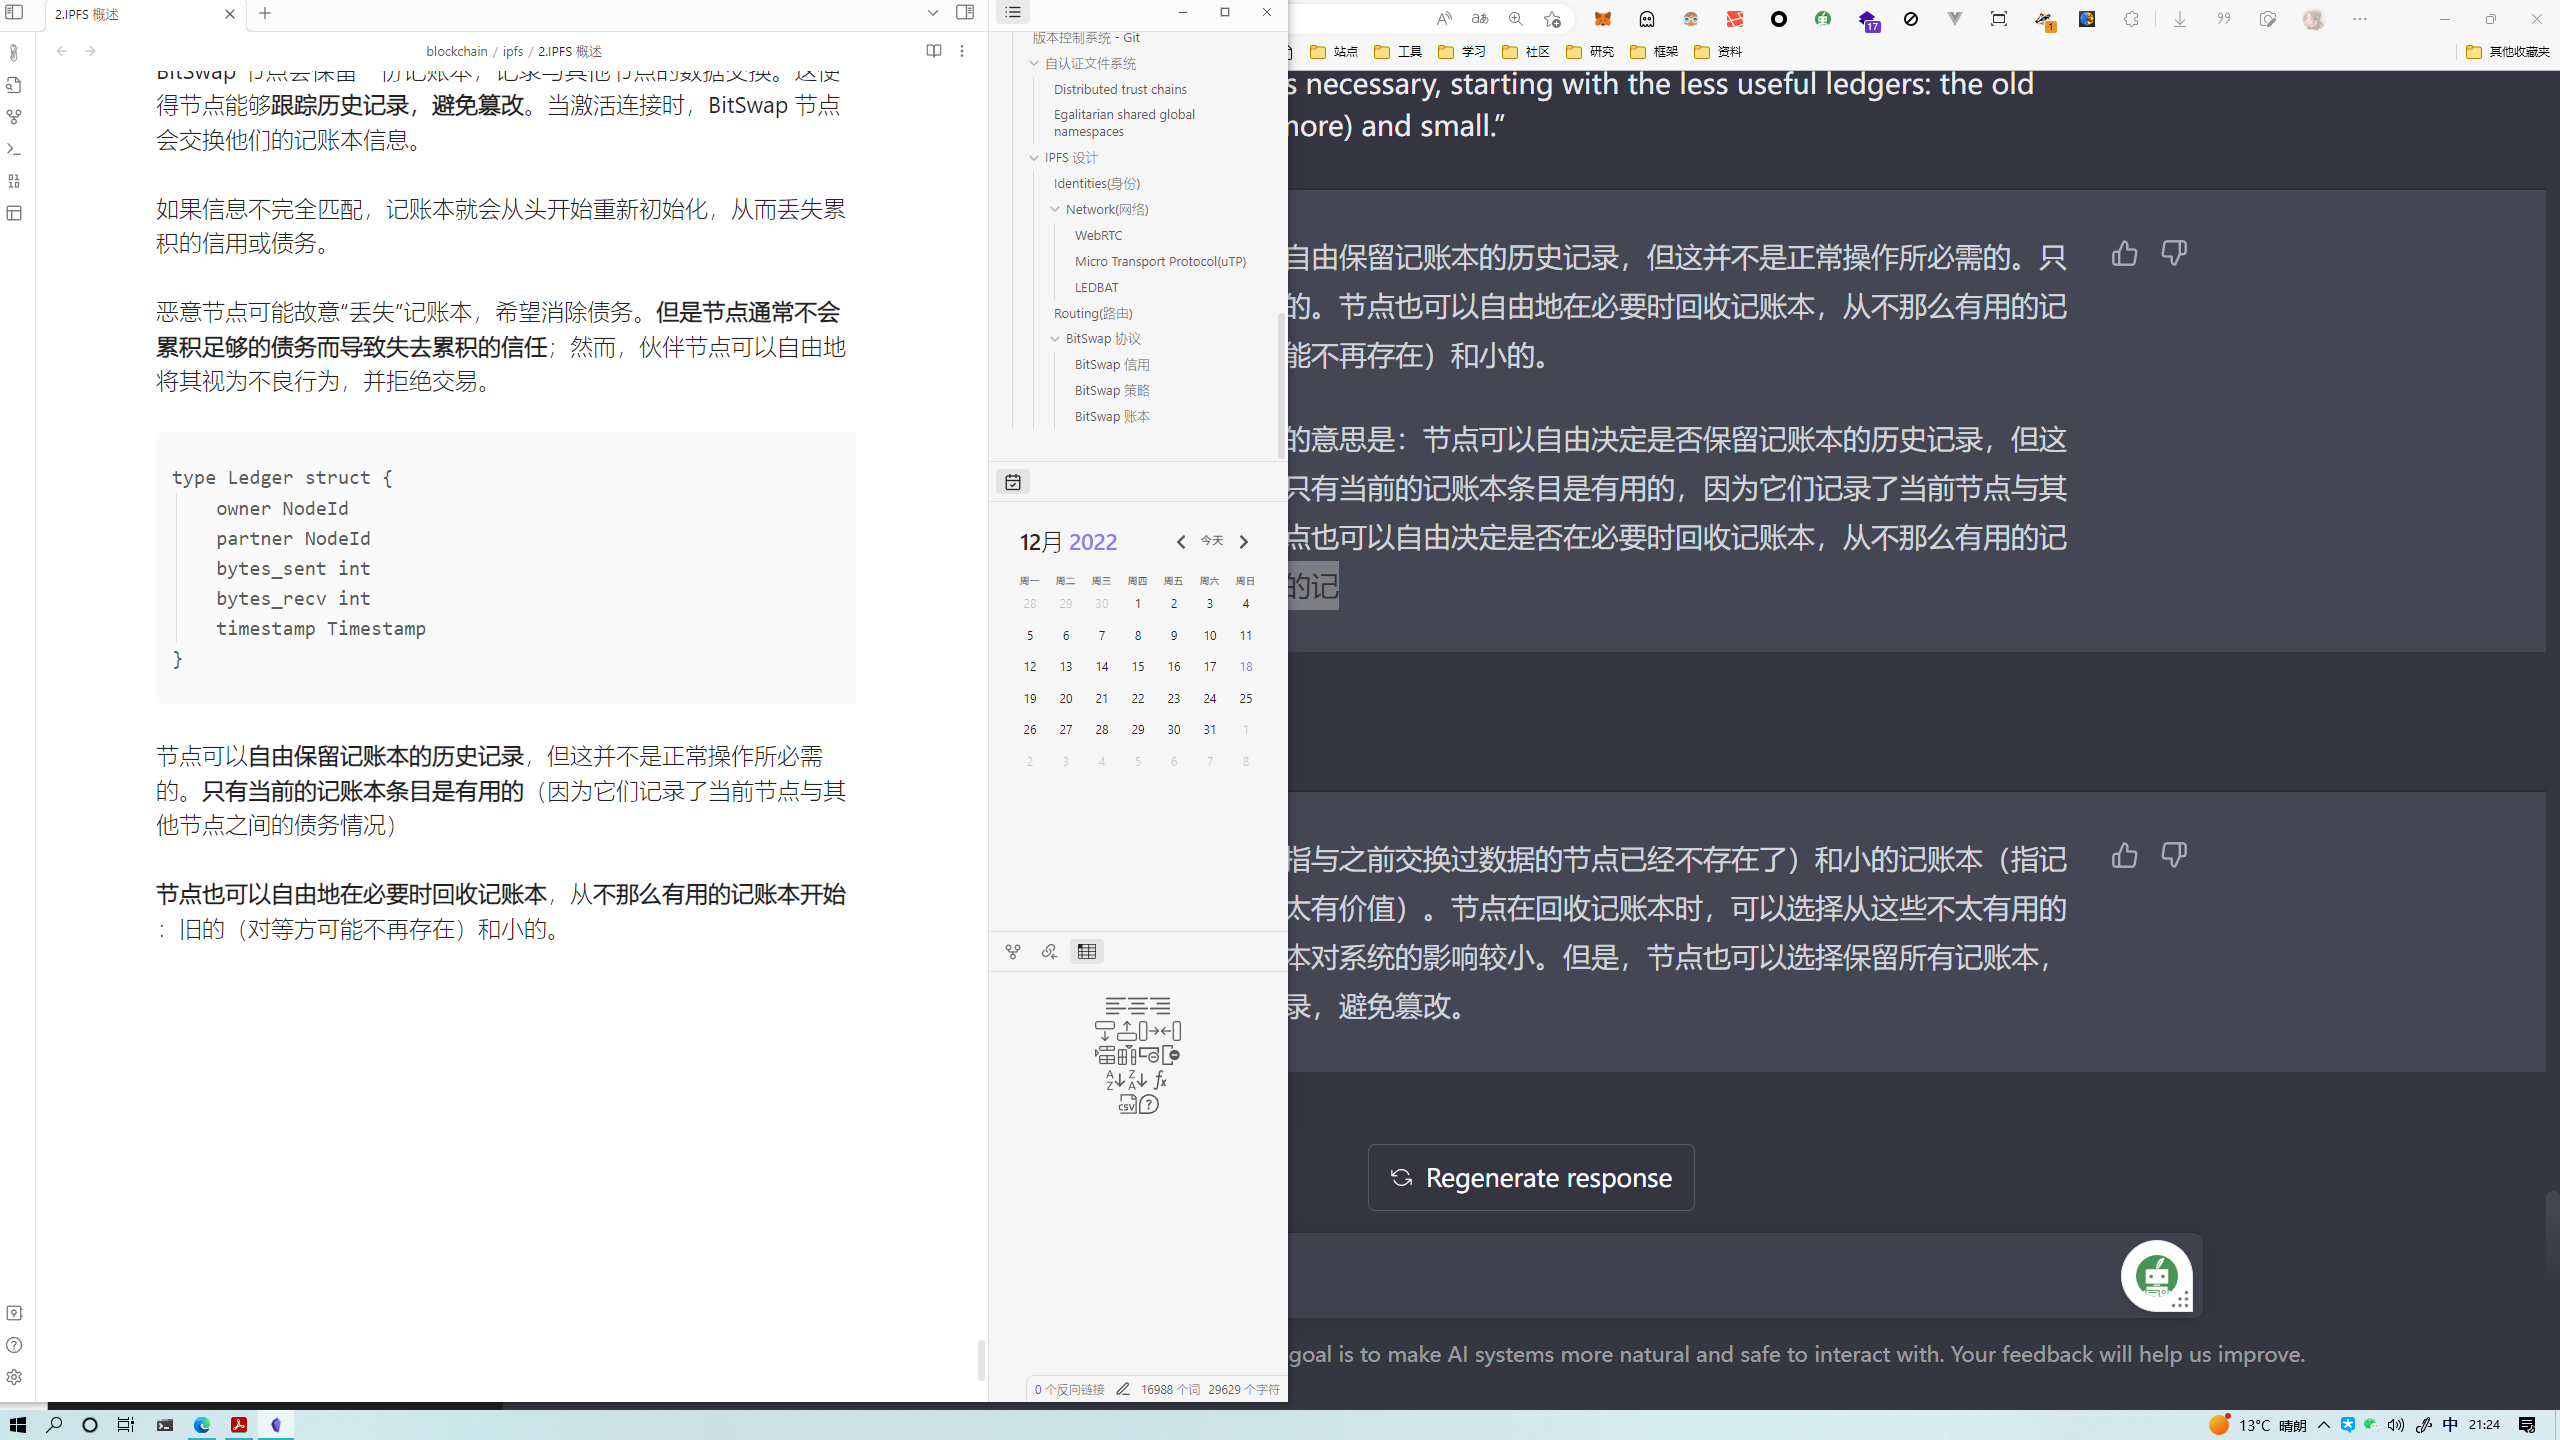 2.IPFS 概述
blockchain / ipfs / 2.IPFS 概述
得节点能够跟踪历史记录，避免篡改。当激活连接时，BitSwap 节点
会交换他们的记账本信息。
如果信息不完全匹配，记账本就会从头开始重新初始化，从而丢失累
积的信用或债务。
恶意节点可能故意“丢失”记账本，希望消除债务。但是节点通常不会
累积足够的债务而导致失去累积的信任；然而，伙伴节点可以自由地
将其视为不良行为，并拒绝交易。
type Ledger struct {
owner NodeId
partner NodeId
bytes_sent int
bytes_recv int
timestamp Timestamp
}
节点可以自由保留记账本的历史记录，但这并不是正常操作所必需
的。只有当前的记账本条目是有用的（因为它们记录了当前节点与其
他节点之间的债务情况）
节点也可以自由地在必要时回收记账本，从不那么有用的记账本开始
：旧的（对等方可能不再存在）和小的。
版本控制系统 - Git
自认证文件系统
Distributed trust chains
Egalitarian shared global
namespaces
IPFS 设计
Identities(身份)
Network(网络)
WebRTC
Micro Transport Protocol(uTP)
LEDBAT
Routing(路由)
BitSwap 协议
BitSwap 信用
BitSwap 策略
BitSwap 账本
12月 2022
今天
周一 周二 周三 周四 周五 周六 周日
28 29 30 1 2 3 4
5 6 7 8 9 10 11
12 13 14 15 16 17 18
19 20 21 22 23 24 25
26 27 28 29 30 31 1
2 3 4 5 6 7 8
0 个反向链接 16988 个词 29629 个字符
17
1
站点 工具 学习 社区 研究 框架 资料 其他收藏夹
s necessary, starting with the less useful ledgers: the old
more) and small.”
自由保留记账本的历史记录，但这并不是正常操作所必需的。只
的。节点也可以自由地在必要时回收记账本，从不那么有用的记
能不再存在）和小的。
的意思是：节点可以自由决定是否保留记账本的历史记录，但这
只有当前的记账本条目是有用的，因为它们记录了当前节点与其
点也可以自由决定是否在必要时回收记账本，从不那么有用的记
的记
指与之前交换过数据的节点已经不存在了）和小的记账本（指记
太有价值）。节点在回收记账本时，可以选择从这些不太有用的
本对系统的影响较小。但是，节点也可以选择保留所有记账本，
录，避免篡改。
Regenerate response
goal is to make AI systems more natural and safe to interact with. Your feedback will help us improve.
13°C 晴朗 中 21:24